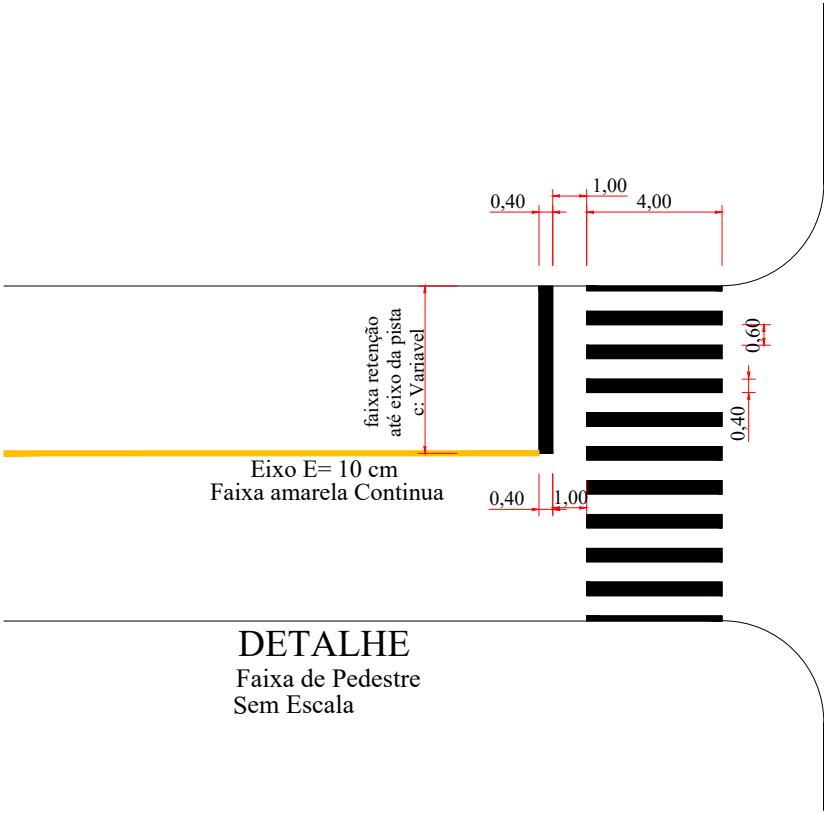 1,00
0,40
4,00
faixa retenção
até eixo da pista
c: Variavel
0,60
0,40
Eixo E= 10 cm
Faixa amarela Continua
0,40
1,00
DETALHE
Faixa de Pedestre
Sem Escala